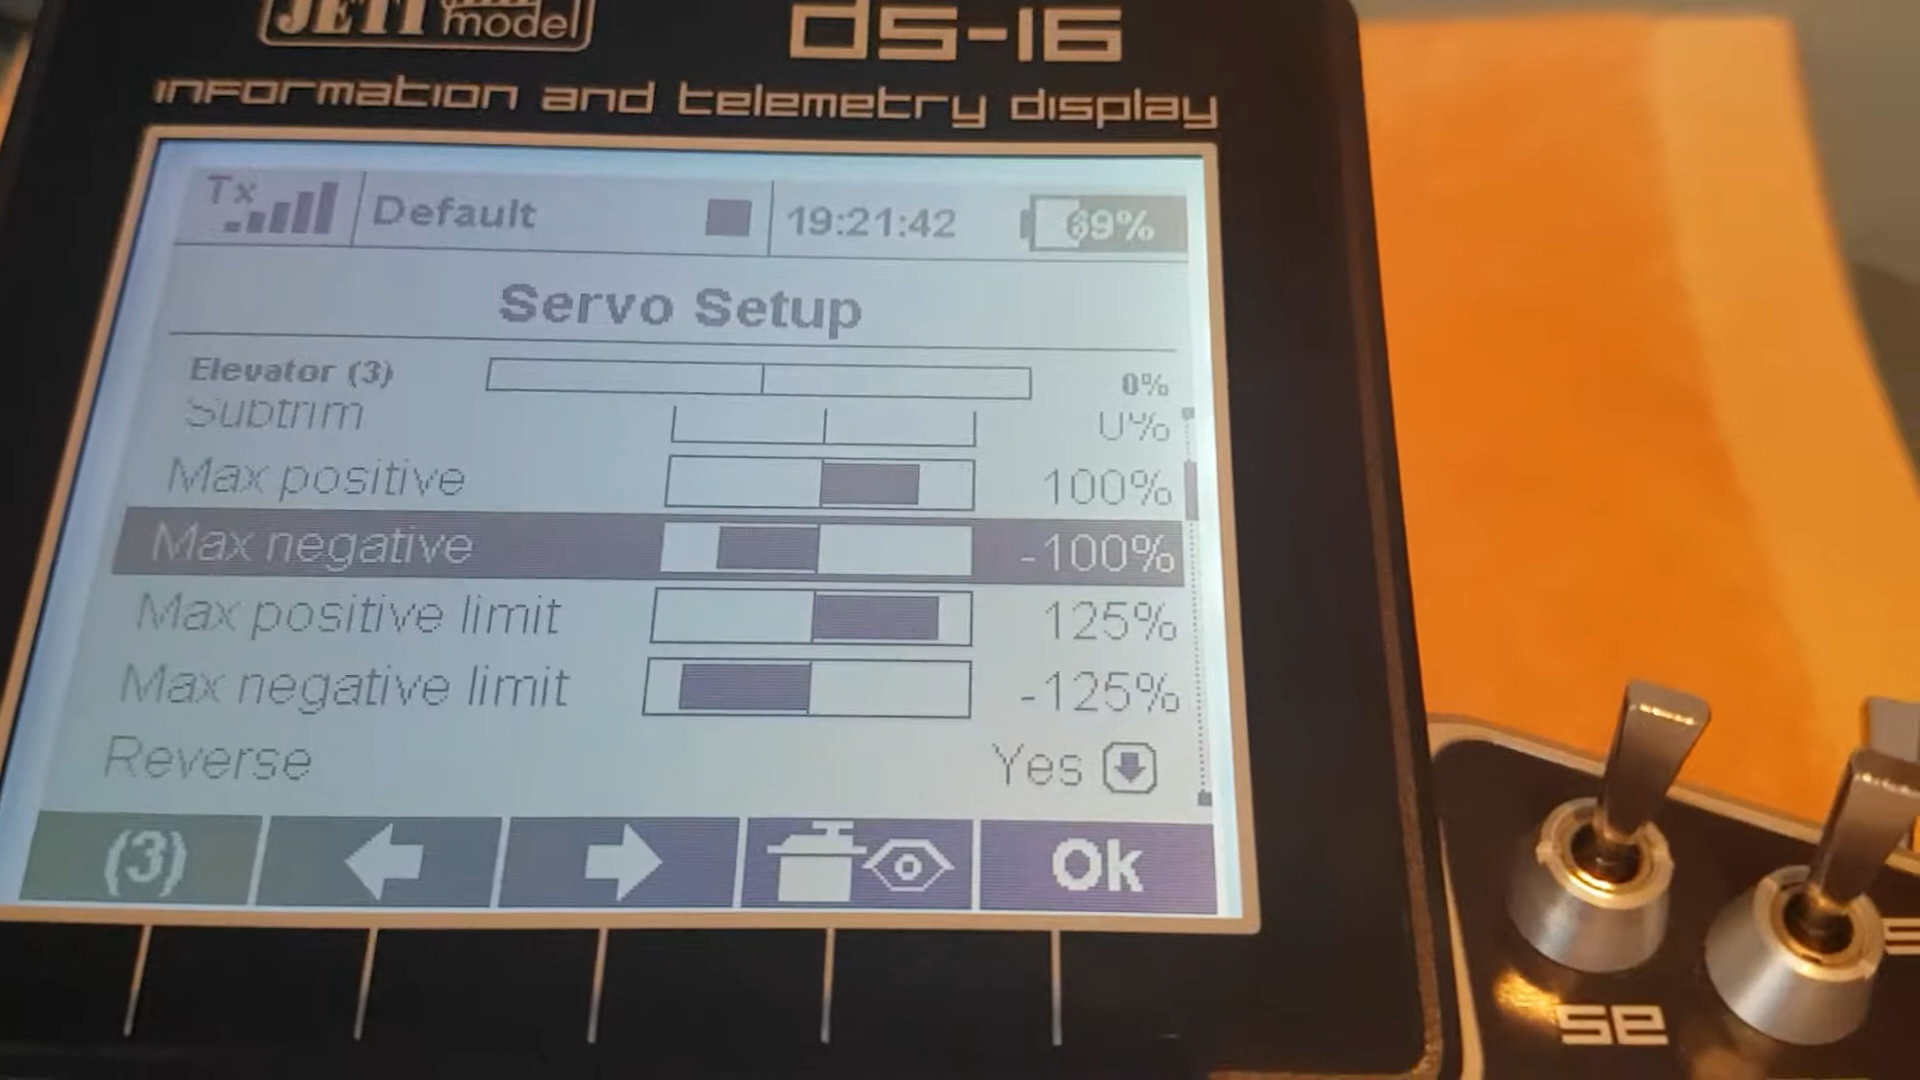 JETI model
DS-16
information and telemetry display
Tx
Default
19:21:42
69%
Servo Setup
Elevator (3)
0%
Subtrim
0%
Max positive
100%
Max negative
-100%
Max positive limit
125%
Max negative limit
-125%
Reverse
Yes
(3)
Ok
se